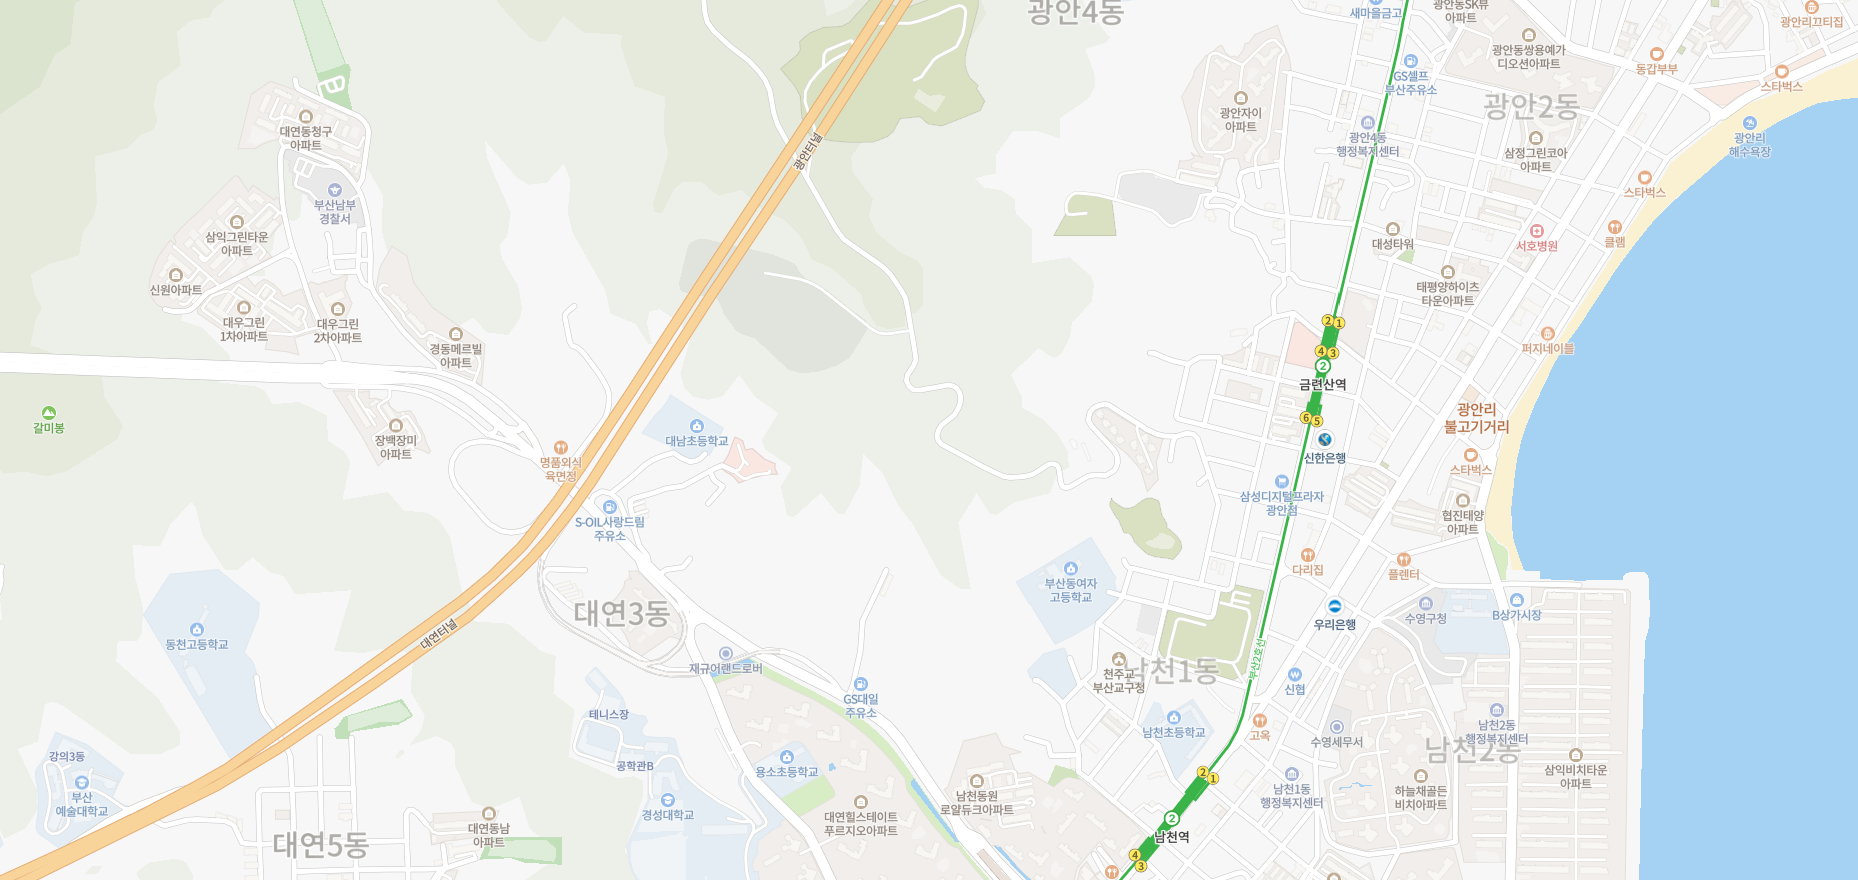 광안4동
새마을금고
광안동SK뷰
아파트
광안리끄티집
광안동쌍용예가
디오션아파트
동갑부부
GS셀프
부산주유소
스타벅스
광안2동
광안자이
아파트
광안4동
행정복지센터
삼정그린코아
아파트
광안리
해수욕장
대연동청구
아파트
광안터널
스타벅스
부산남부
경찰서
삼익그린타운
아파트
대성타워
서호병원
클램
신원아파트
태평양하이츠
타운아파트
대우그린
1차아파트
대우그린
2차아파트
경동메르빌
아파트
2
1
4
3
2
금련산역
퍼지네이블
갈미봉
장백장미
아파트
대남초등학교
6
5
광안리
불고기거리
신한은행
명품외식
육면정
스타벅스
삼성디지털프라자
광안점
S-OIL사랑드림
주유소
협진태양
아파트
다리집
플렌터
부산동여자
고등학교
대연3동
대연터널
동천고등학교
우리은행
수영구청
B상가시장
부산2호선
재규어랜드로버
천주교
부산교구청
남천1동
신협
GS대일
주유소
테니스장
남천초등학교
고옥
수영세무서
남천2동
행정복지센터
남천2동
강의3동
공학관B
용소초등학교
삼익비치타운
아파트
부산
예술대학교
2
1
남천동원
로얄듀크아파트
남천1동
행정복지센터
하늘채골든
비치아파트
경성대학교
대연힐스테이트
푸르지오아파트
2
남천역
대연5동
대연동남
아파트
4
3